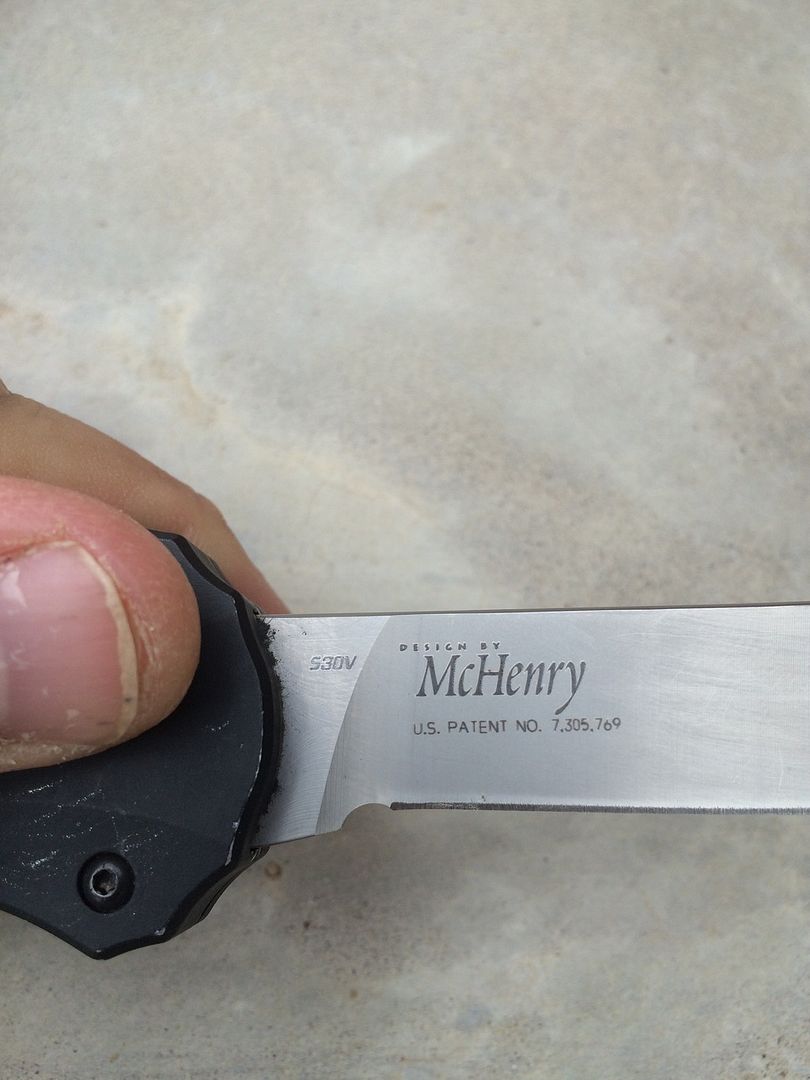 S30V
DESIGN BY
McHenry
U.S. PATENT NO. 7,305,769